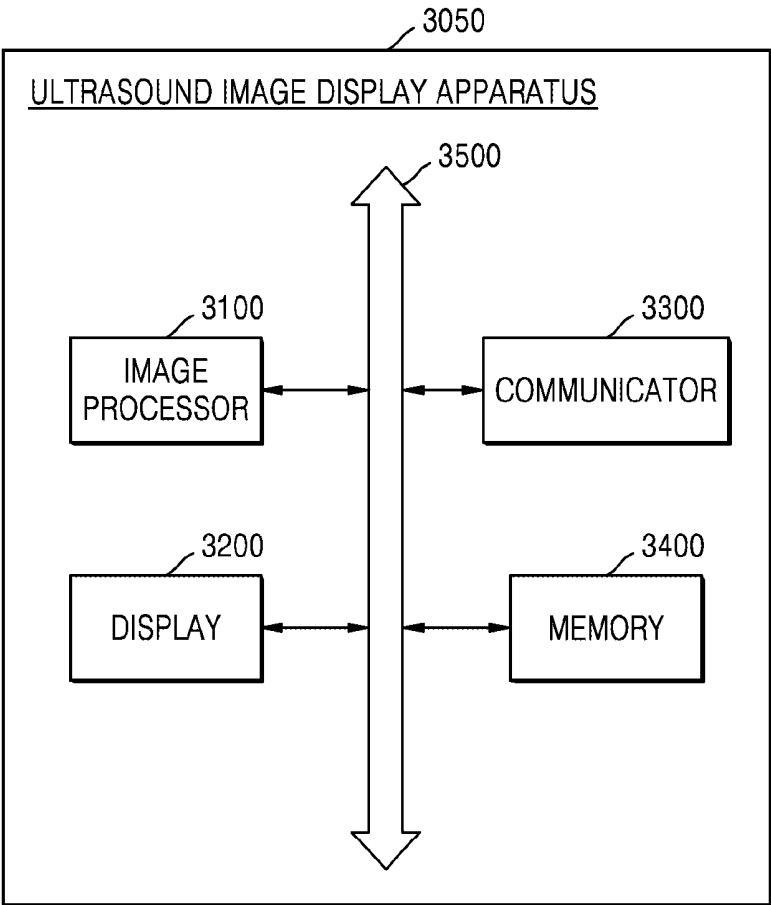 3050
ULTRASOUND IMAGE DISPLAY APPARATUS
3500
3100
IMAGE
PROCESSOR
3300
COMMUNICATOR
3200
DISPLAY
3400
MEMORY